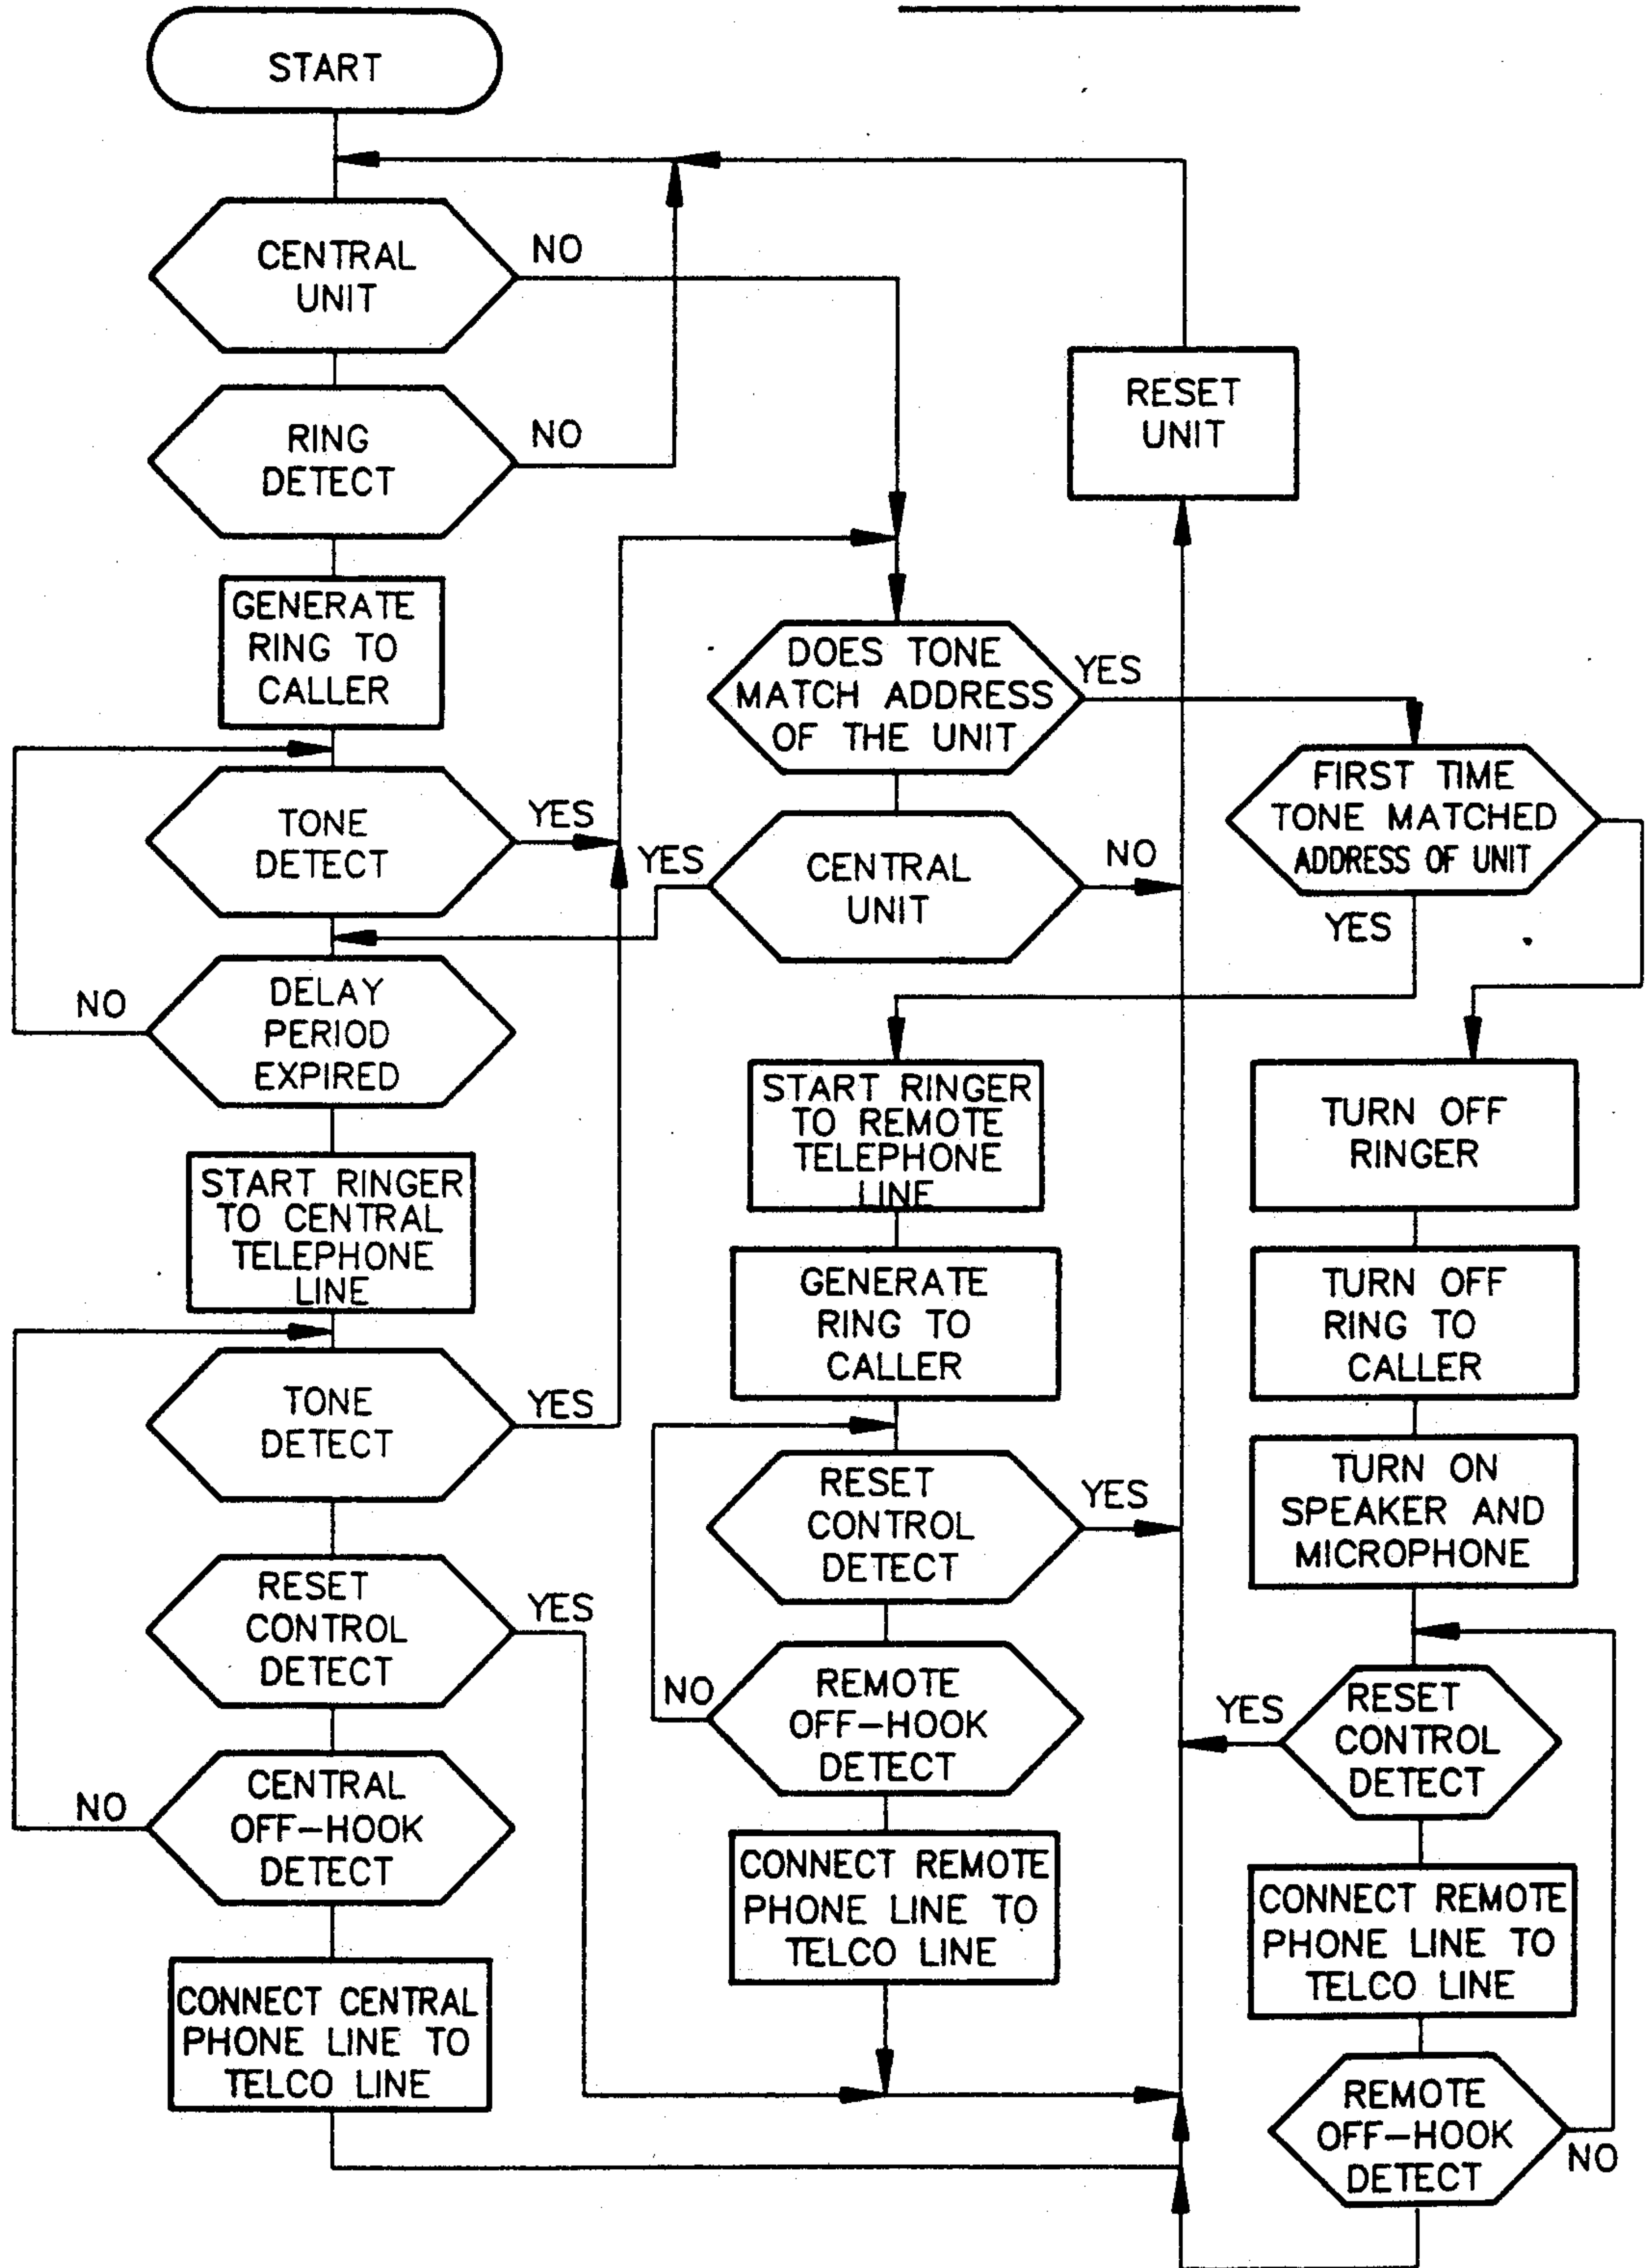 START
CENTRAL
UNIT
NO
RING
DETECT
NO
RESET
UNIT
GENERATE
RING TO
CALLER
DOES TONE
MATCH ADDRESS
OF THE UNIT
YES
FIRST TIME
TONE MATCHED
ADDRESS OF UNIT
YES
TONE
DETECT
YES
CENTRAL
UNIT
YES
NO
DELAY
PERIOD
EXPIRED
NO
START RINGER
TO CENTRAL
TELEPHONE
LINE
TONE
DETECT
YES
RESET
CONTROL
DETECT
YES
CENTRAL
OFF-HOOK
DETECT
NO
CONNECT CENTRAL
PHONE LINE TO
TELCO LINE
START RINGER
TO REMOTE
TELEPHONE
LINE
GENERATE
RING TO
CALLER
RESET
CONTROL
DETECT
YES
REMOTE
OFF-HOOK
DETECT
NO
CONNECT REMOTE
PHONE LINE TO
TELCO LINE
TURN OFF
RINGER
TURN OFF
RING TO
CALLER
TURN ON
SPEAKER AND
MICROPHONE
RESET
CONTROL
DETECT
YES
CONNECT REMOTE
PHONE LINE TO
TELCO LINE
REMOTE
OFF-HOOK
DETECT
NO